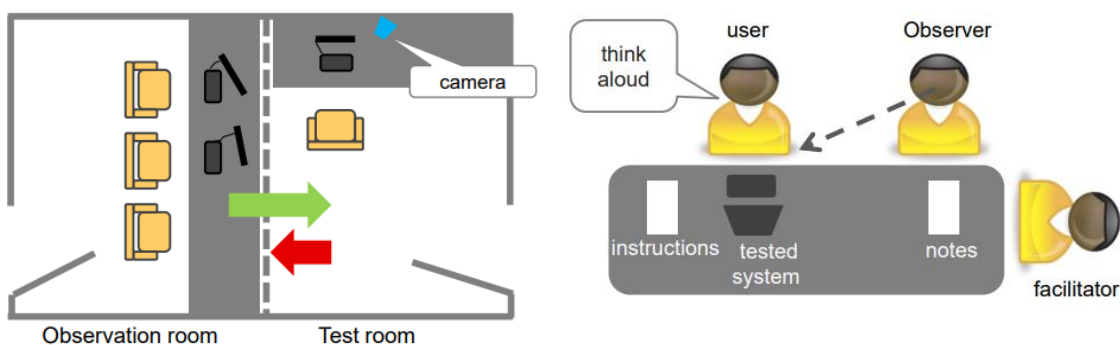 camera
Observation room
Test room
think
aloud
user
Observer
instructions
tested
system
notes
facilitator